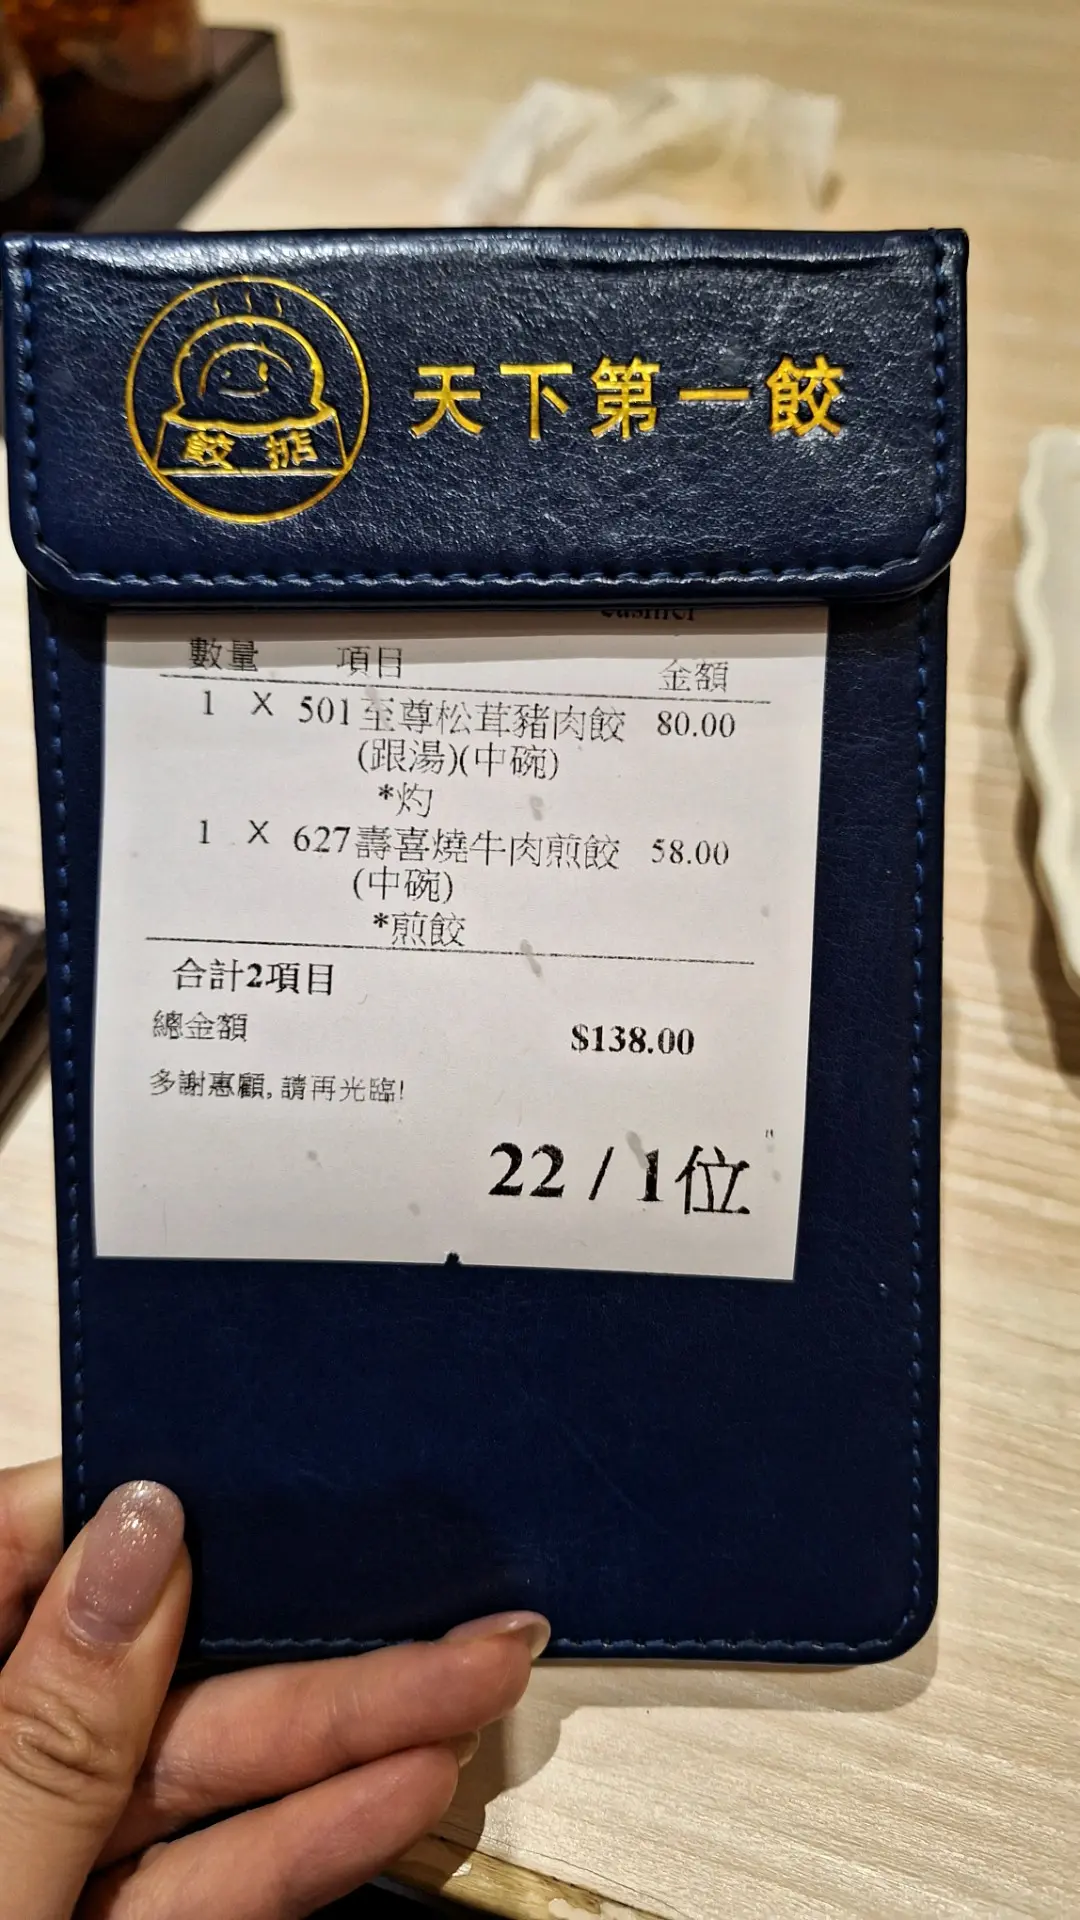 餃掂
天下第一餃
cashier
數量 項目 金額
1 X 501至尊松茸豬肉餃 80.00
(跟湯)(中碗)
*灼
1 X 627壽喜燒牛肉煎餃 58.00
(中碗)
*煎餃
合計2項目
總金額 $138.00
多謝惠顧,請再光臨!
22 / 1位